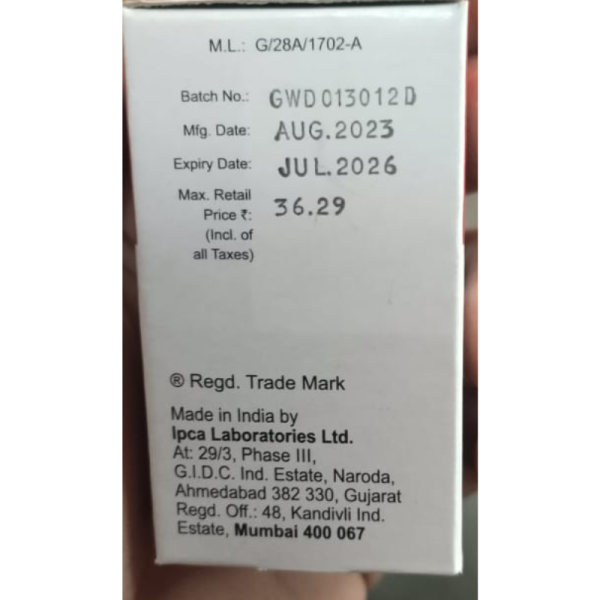 M.L.: G/28A/1702-A
Batch No.: GWD013012D
Mfg. Date: AUG.2023
Expiry Date: JUL.2026
Max. Retail
Price ₹: 36.29
(Incl. of
all Taxes)
® Regd. Trade Mark
Made in India by
Ipca Laboratories Ltd.
At: 29/3, Phase III,
G.I.D.C. Ind. Estate, Naroda,
Ahmedabad 382 330, Gujarat
Regd. Off.: 48, Kandivli Ind.
Estate, Mumbai 400 067